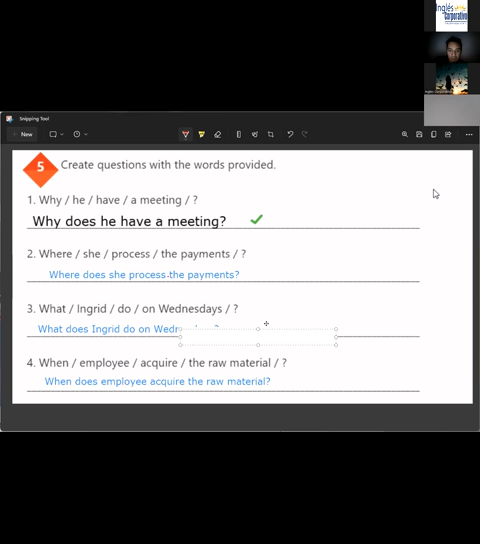 Inglés
Corporativo
Snipping Tool
New
5 Create questions with the words provided.
1. Why / he / have / a meeting / ?
Why does he have a meeting?
2. Where / she / process / the payments / ?
Where does she process the payments?
3. What / Ingrid / do / on Wednesdays / ?
What does Ingrid do on Wedr
4. When / employee / acquire / the raw material / ?
When does employee acquire the raw material?